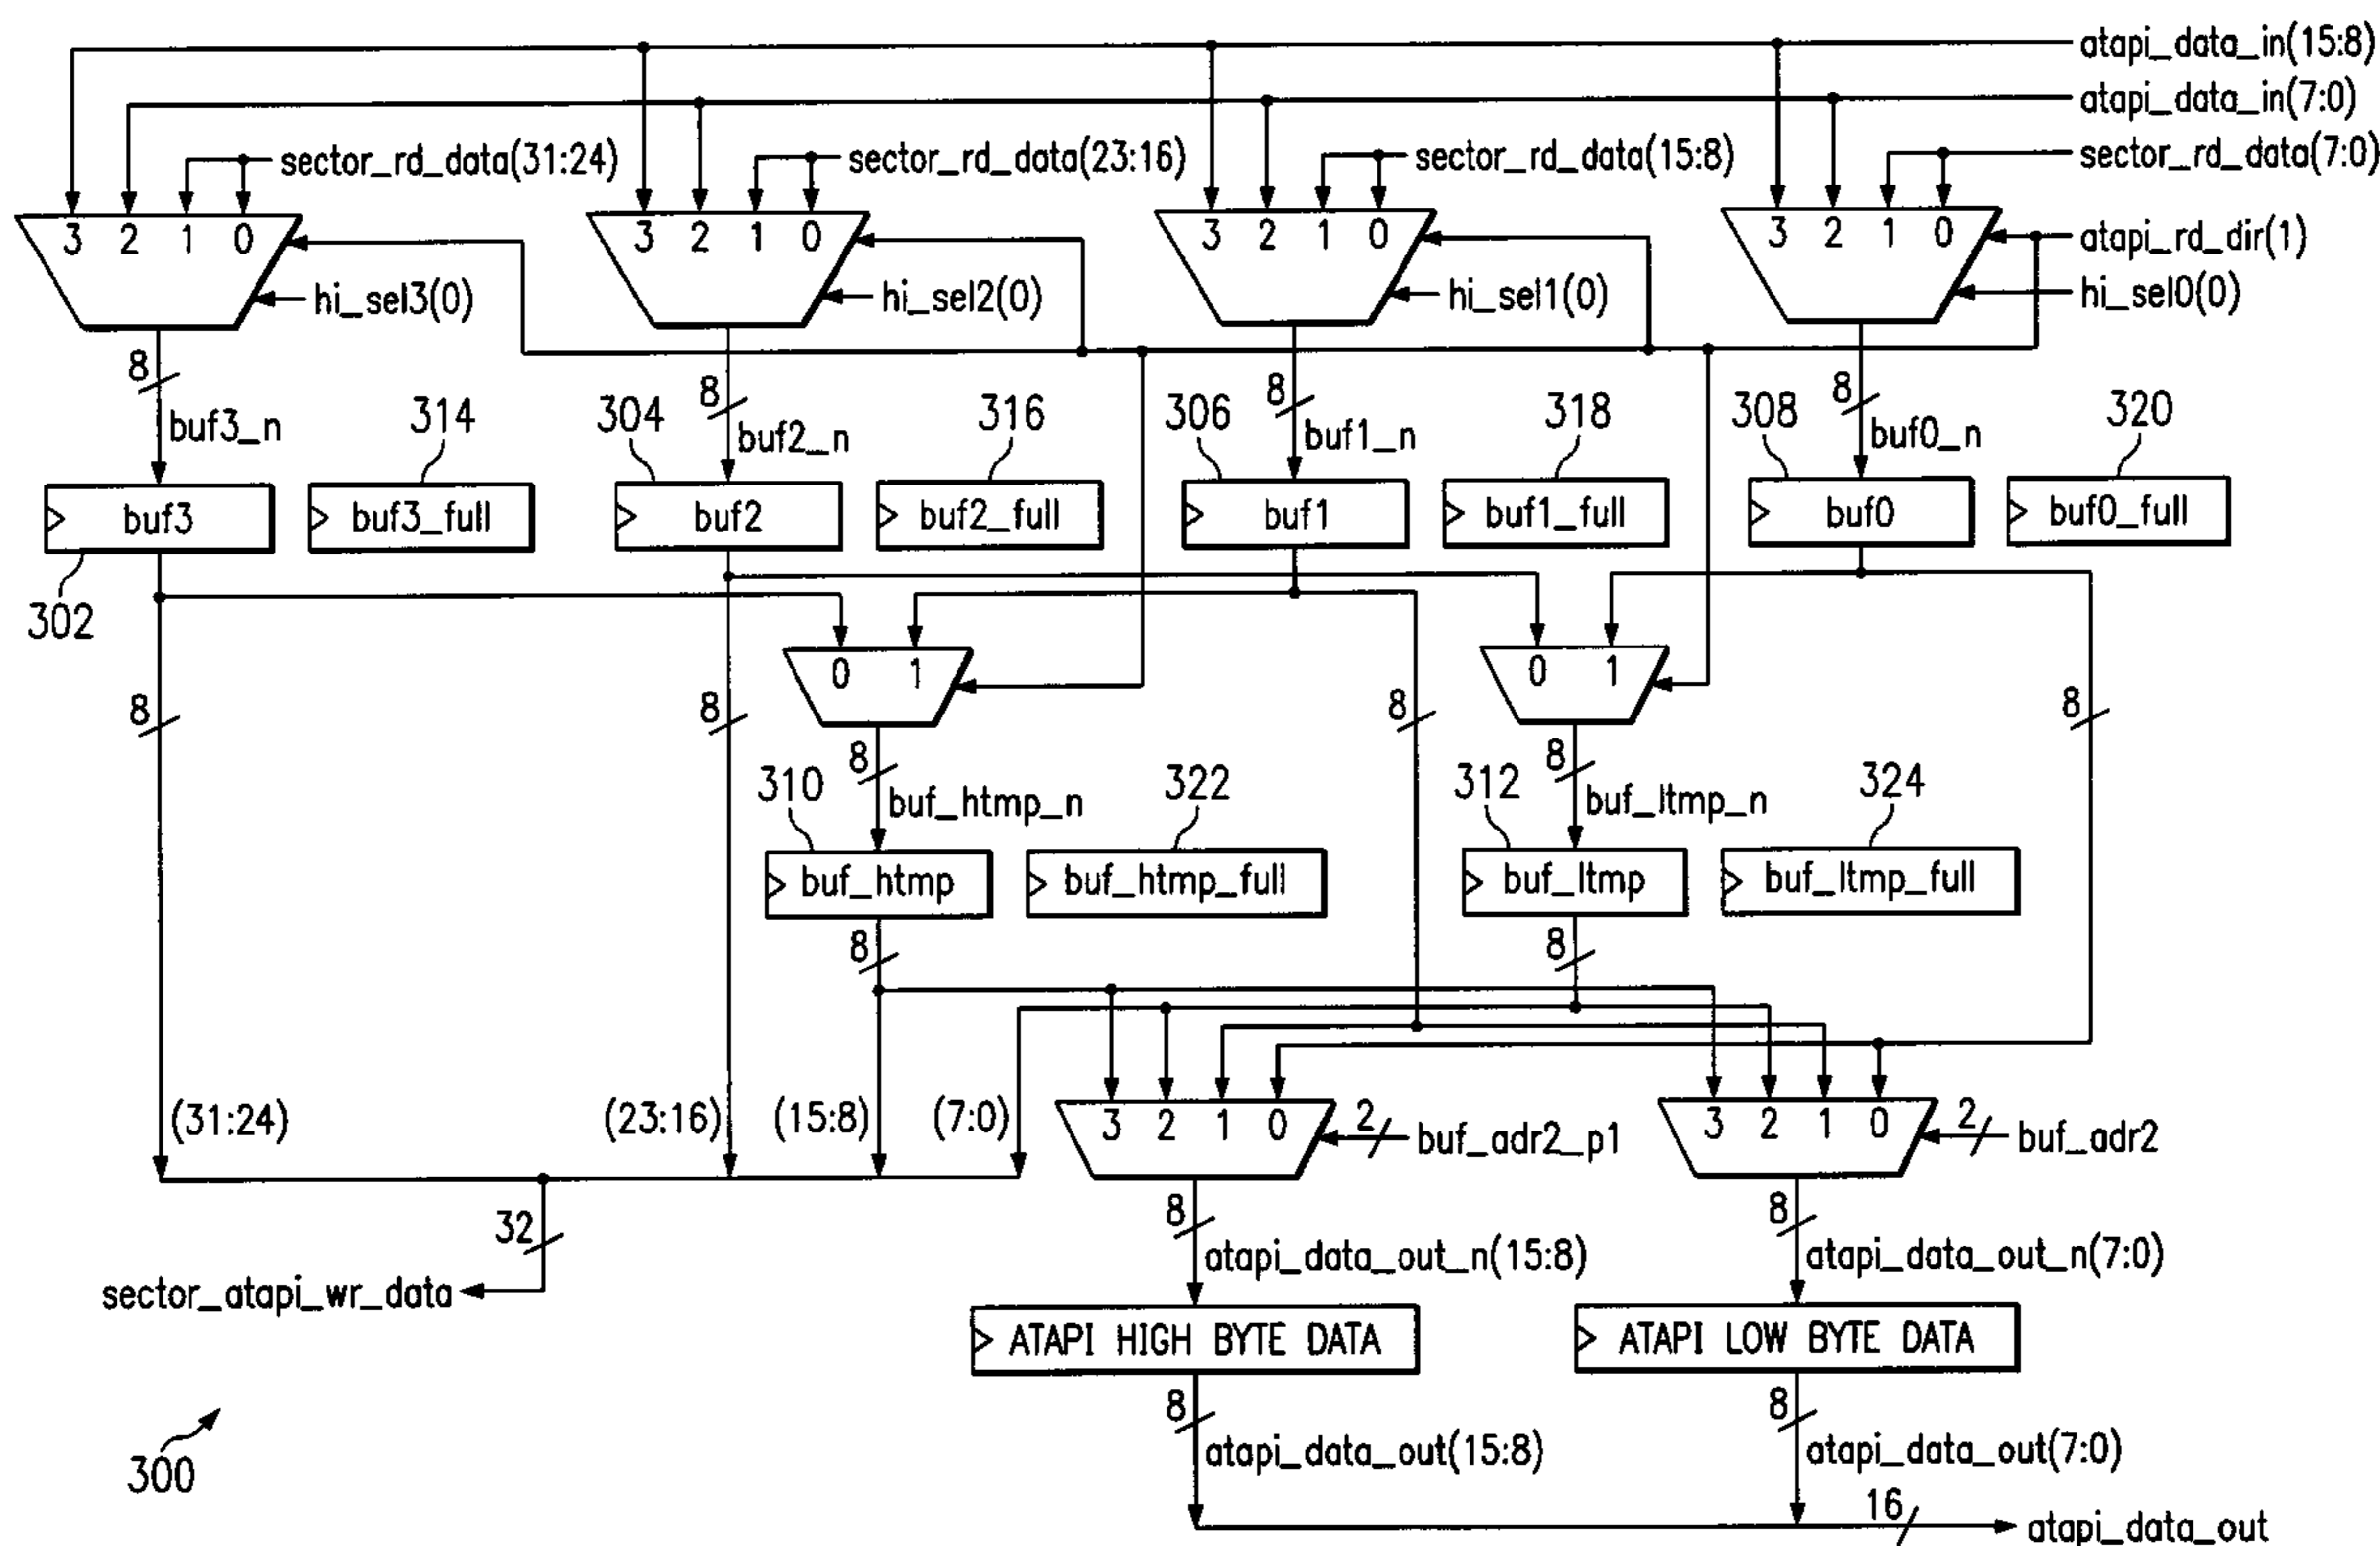 atapi_data_in(15:8)
atapi_data_in(7:0)
sector_rd_data(31:24)
sector_rd_data(23:16)
sector_rd_data(15:8)
sector_rd_data(7:0)
3 2 1 0
3 2 1 0
3 2 1 0
3 2 1 0
atapi_rd_dir(1)
hi_sel3(0)
hi_sel2(0)
hi_sel1(0)
hi_sel0(0)
8
8
8
8
buf3_n
314
304
buf2_n
316
306
buf1_n
318
308
buf0_n
320
buf3
buf3_full
buf2
buf2_full
buf1
buf1_full
buf0
buf0_full
302
0 1
0 1
8
8
8
8
8
8
310
buf_htmp_n
322
312
buf_ltmp_n
324
buf_htmp
buf_htmp_full
buf_ltmp
buf_ltmp_full
8
8
(31:24)
(23:16)
(15:8)
(7:0)
3 2 1 0
2
buf_adr2_p1
3 2 1 0
2
buf_adr2
32
8
8
sector_atapi_wr_data
atapi_data_out_n(15:8)
atapi_data_out_n(7:0)
ATAPI HIGH BYTE DATA
ATAPI LOW BYTE DATA
8
8
300
atapi_data_out(15:8)
atapi_data_out(7:0)
16
atapi_data_out